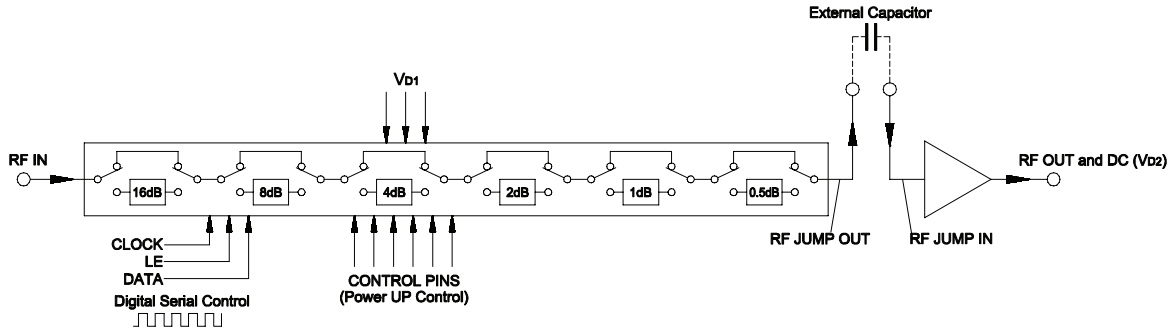 External Capacitor
VD1
RF IN
RF OUT and DC (VD2)
16dB
8dB
4dB
2dB
1dB
0.5dB
RF JUMP OUT
RF JUMP IN
CLOCK
LE
DATA
CONTROL PINS
(Power UP Control)
Digital Serial Control